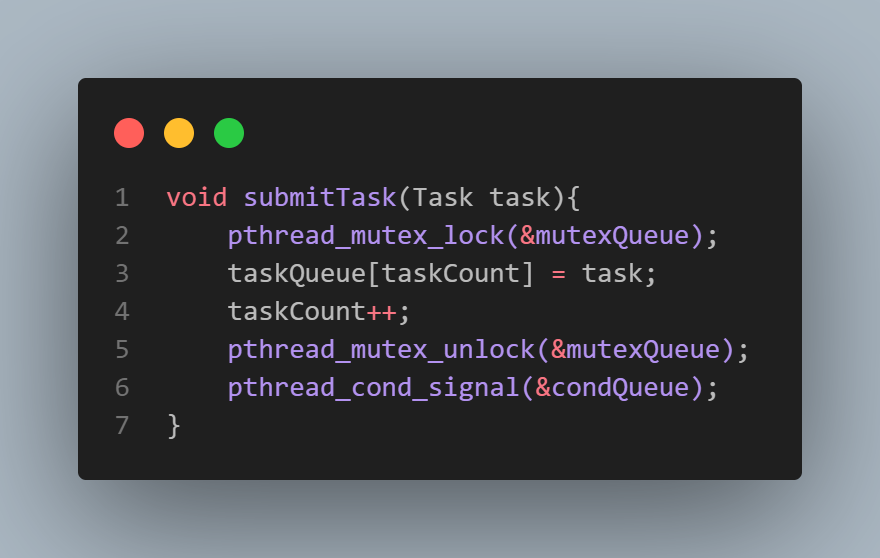 1 void submitTask(Task task){
2     pthread_mutex_lock(&mutexQueue);
3     taskQueue[taskCount] = task;
4     taskCount++;
5     pthread_mutex_unlock(&mutexQueue);
6     pthread_cond_signal(&condQueue);
7 }